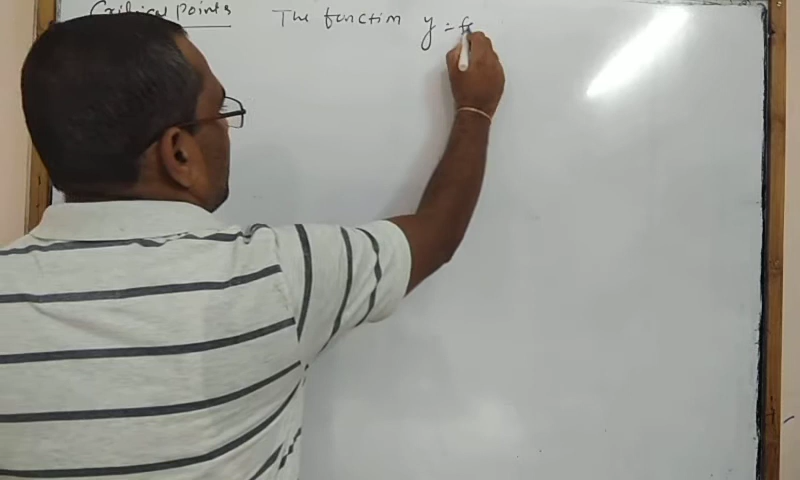 Critical points The function y = f